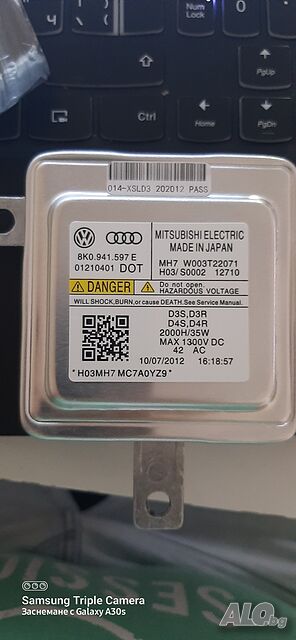 ч
Num
Lock
0
PgUp
Ctrl
Home
PgDn
014-XSLD3 202012 PASS
8K0.941.597 E
01210401 DOT
MITSUBISHI ELECTRIC
MADE IN JAPAN
MH7 W003T22071
H03/ S0002 12710
DANGER
Do not open.
HAZARDOUS VOLTAGE
WILL SHOCK,BURN,or cause DEATH.See Service Manual.
D3S,D3R
D4S,D4R
2000H/35W
MAX 1300V DC
42 AC
10/07/2012 16:18:57
*H03MH7 MC7A0YZ9*
Samsung Triple Camera
Заснемане с Galaxy A30s
ALO.bg